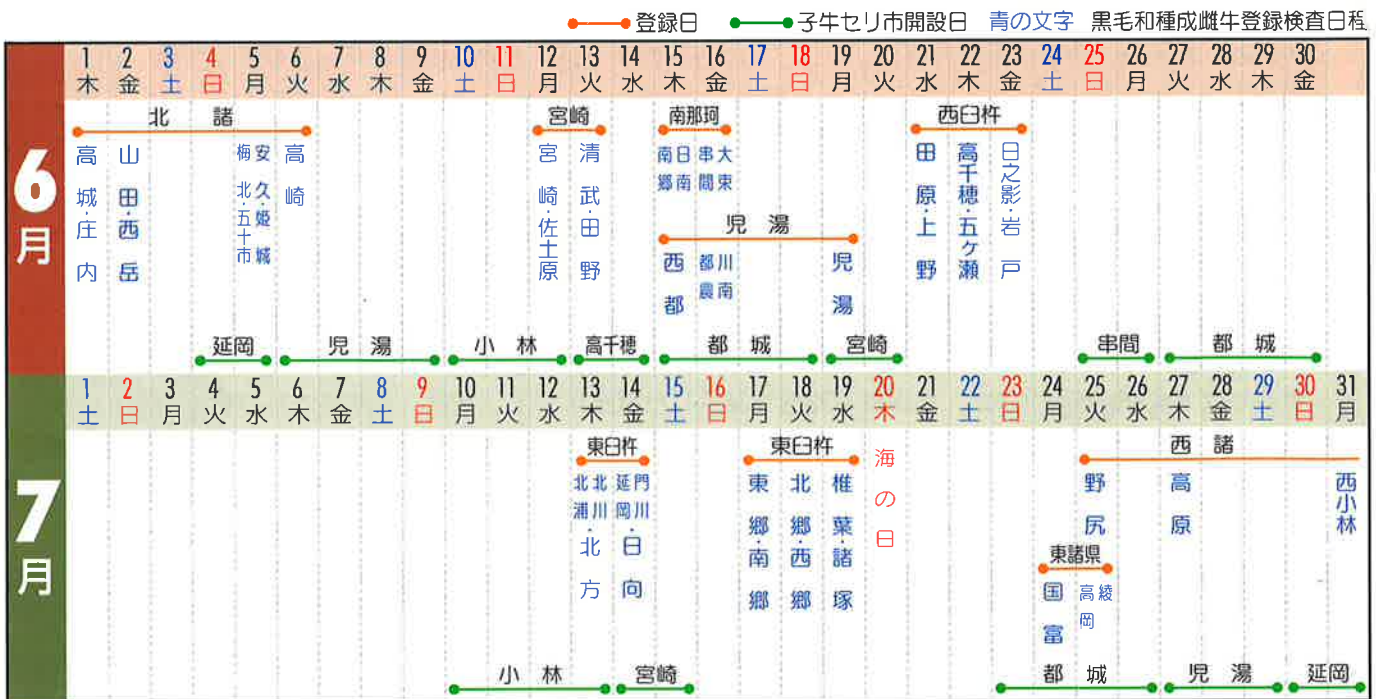 登録日 子牛セリ市開設日 青の文字 黒毛和種成雌牛登録検査日程
6月
1 2 3 4 5 6 7 8 9 10 11 12 13 14 15 16 17 18 19 20 21 22 23 24 25 26 27 28 29 30
木 金 土 日 月 火 水 木 金 土 日 月 火 水 木 金 土 日 月 火 水 木 金 土 日 月 火 水 木 金
北諸
高城・庄内
山田・西岳
梅北・五十市
安久・姫城
高崎
宮崎
宮崎・佐土原
清武・田野
南那珂
南郷
日南
串間
大東
児湯
西都
都農
川南
児湯
西臼杵
田原・上野
高千穂・五ヶ瀬
日之影・岩戸
延岡 児湯 小林 高千穂 都城 宮崎 串間 都城
7月
1 2 3 4 5 6 7 8 9 10 11 12 13 14 15 16 17 18 19 20 21 22 23 24 25 26 27 28 29 30 31
土 日 月 火 水 木 金 土 日 月 火 水 木 金 土 日 月 火 水 木 金 土 日 月 火 水 木 金 土 日 月
東臼杵
北浦
北川・北方
延岡
門川・日向
東臼杵
東郷・南郷
北郷・西郷
椎葉・諸塚
海の日
西諸
野尻
高原
西小林
東諸県
国富
高岡
綾
小林 宮崎 都城 児湯 延岡